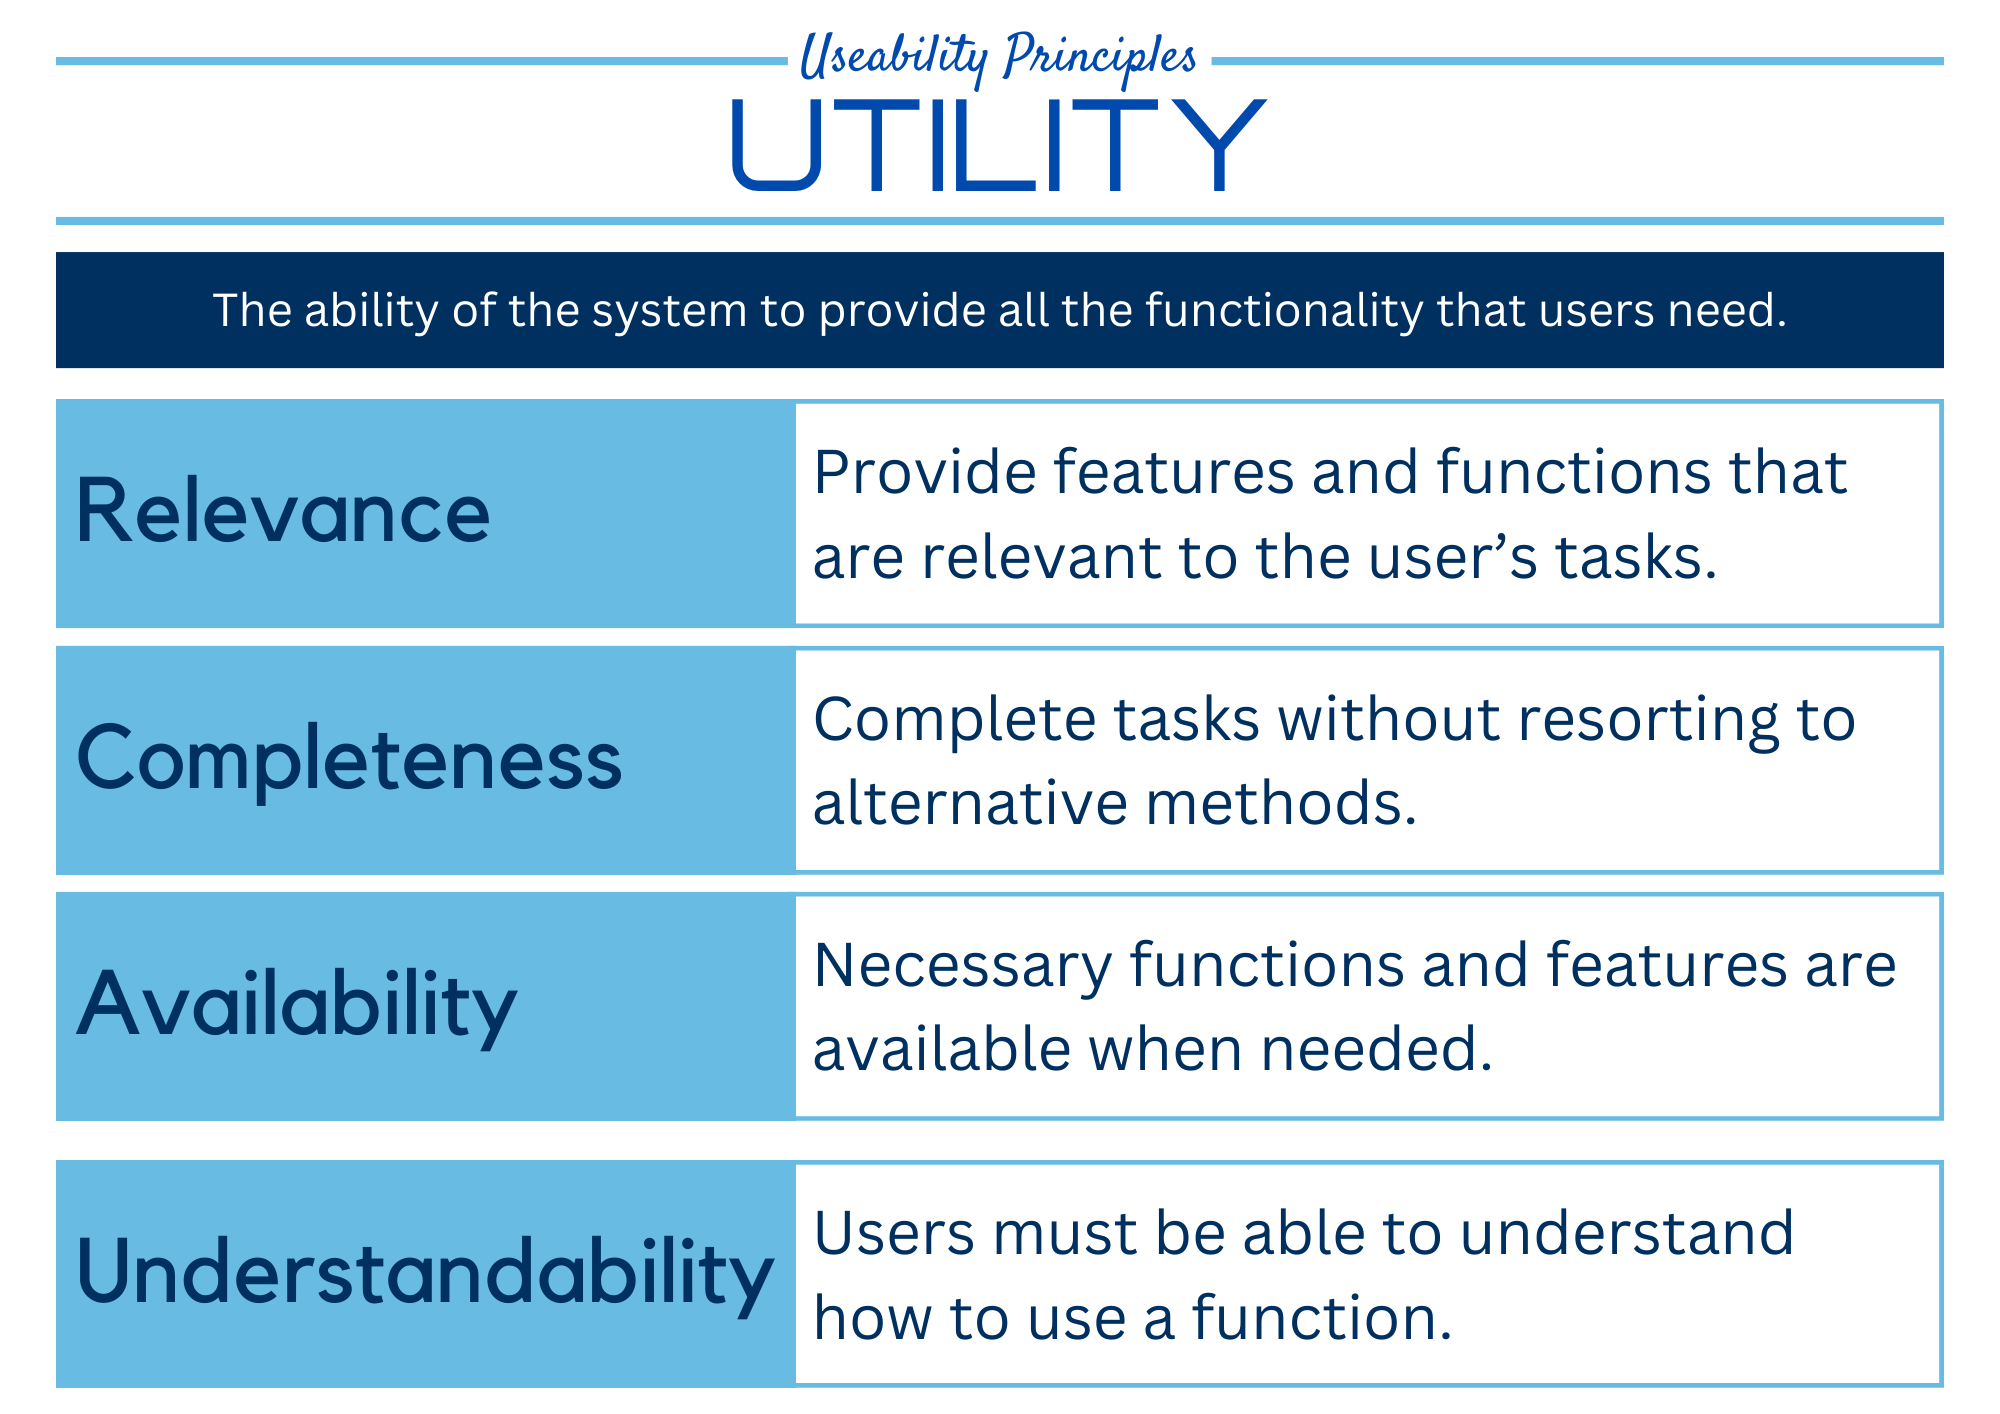 Useability Principles
UTILITY
The ability of the system to provide all the functionality that users need.
Relevance
Provide features and functions that
are relevant to the user’s tasks.
Completeness
Complete tasks without resorting to
alternative methods.
Availability
Necessary functions and features are
available when needed.
Understandability
Users must be able to understand
how to use a function.